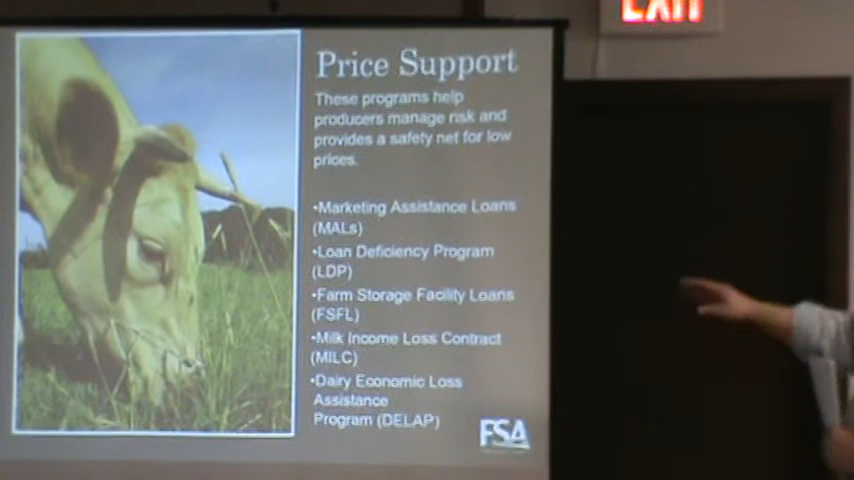 EXIT
Price Support
These programs help
producers manage risk and
provides a safety net for low
prices.
•Marketing Assistance Loans
(MALs)
•Loan Deficiency Program
(LDP)
•Farm Storage Facility Loans
(FSFL)
•Milk Income Loss Contract
(MILC)
•Dairy Economic Loss
Assistance
Program (DELAP)
FSA